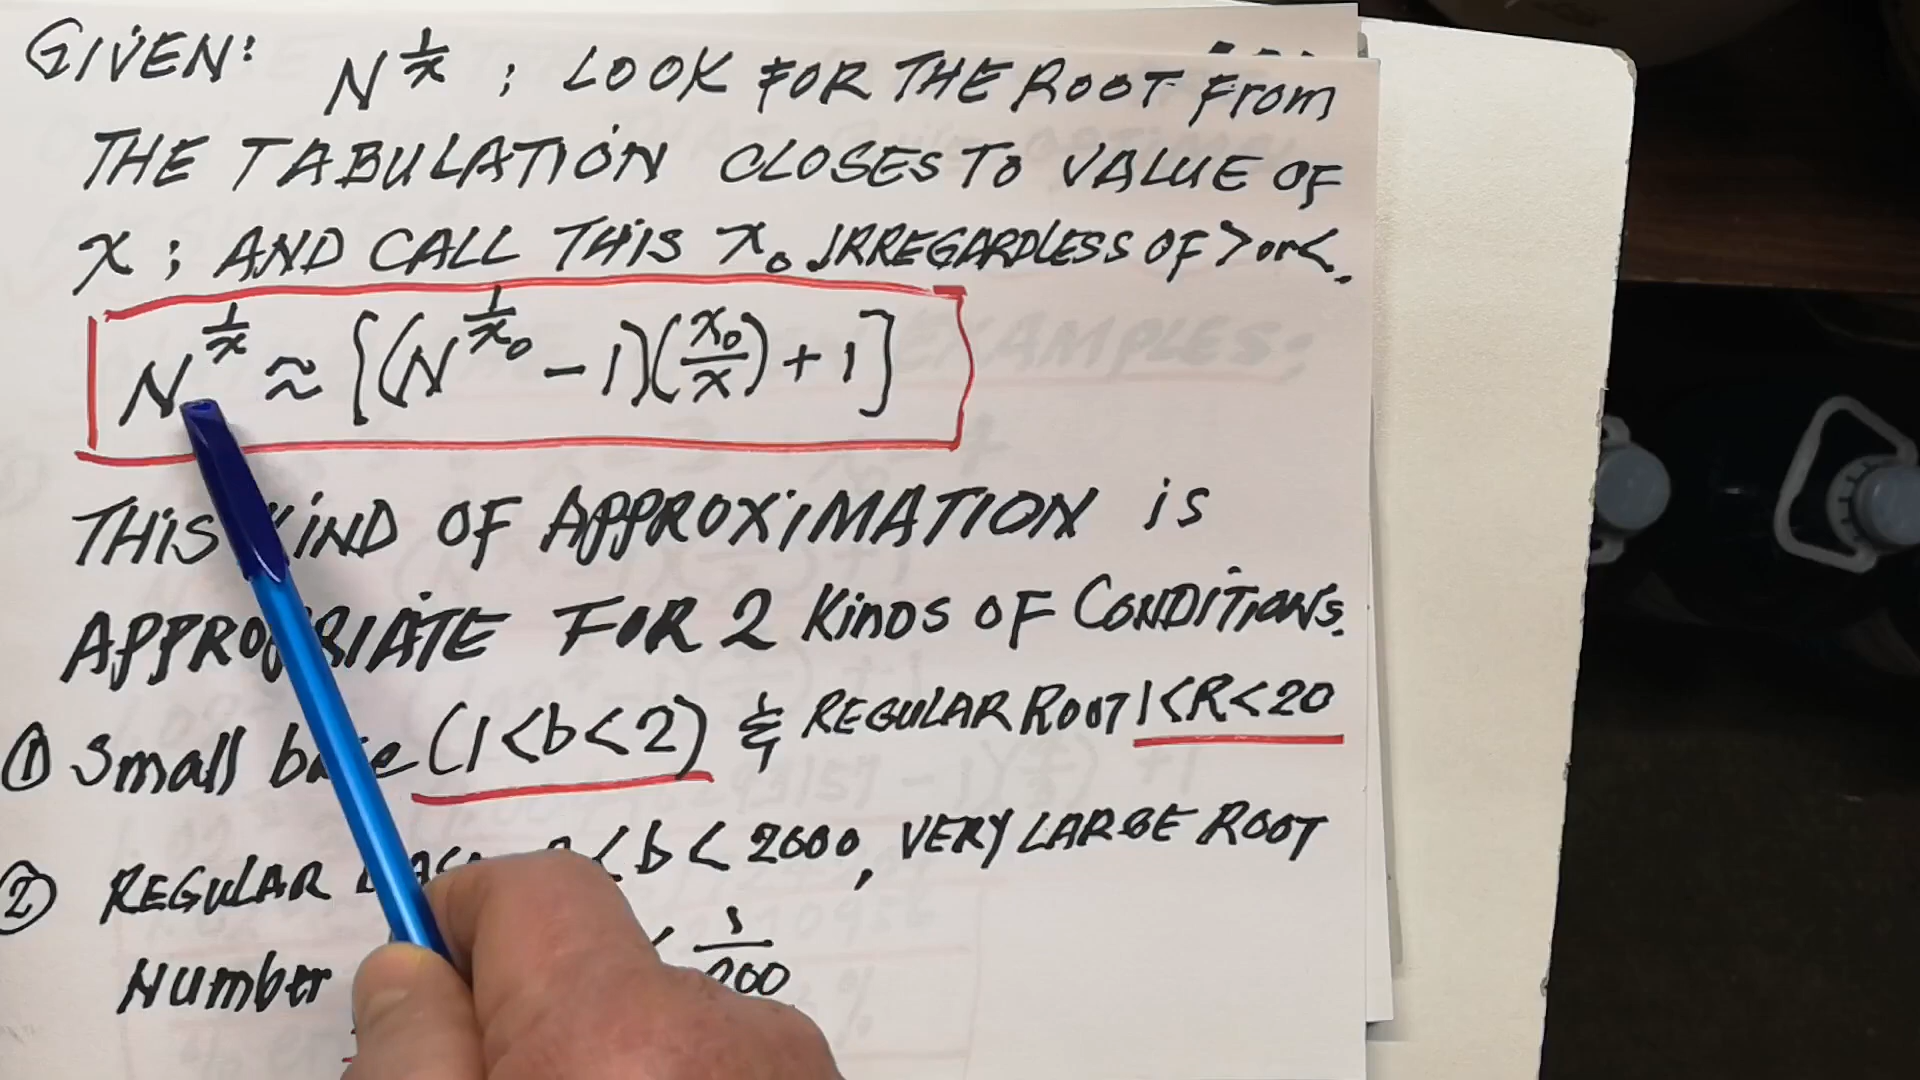 GIVEN: N^(1/x) ; LOOK FOR THE ROOT FROM
THE TABULATION CLOSES TO VALUE OF
x ; AND CALL THIS x₀ IRREGARDLESS OF > or <.
N^(1/x) ≈ [(N^(1/x₀) - 1)(x₀/x) + 1]
THIS KIND OF APPROXIMATION is
APPROPRIATE FOR 2 KINDS OF CONDITIONS.
① Small base (1<b<2) & REGULAR ROOT 1<R<20
② REGULAR < b < 2000, VERY LARGE ROOT
Number <
EXAMPLES: